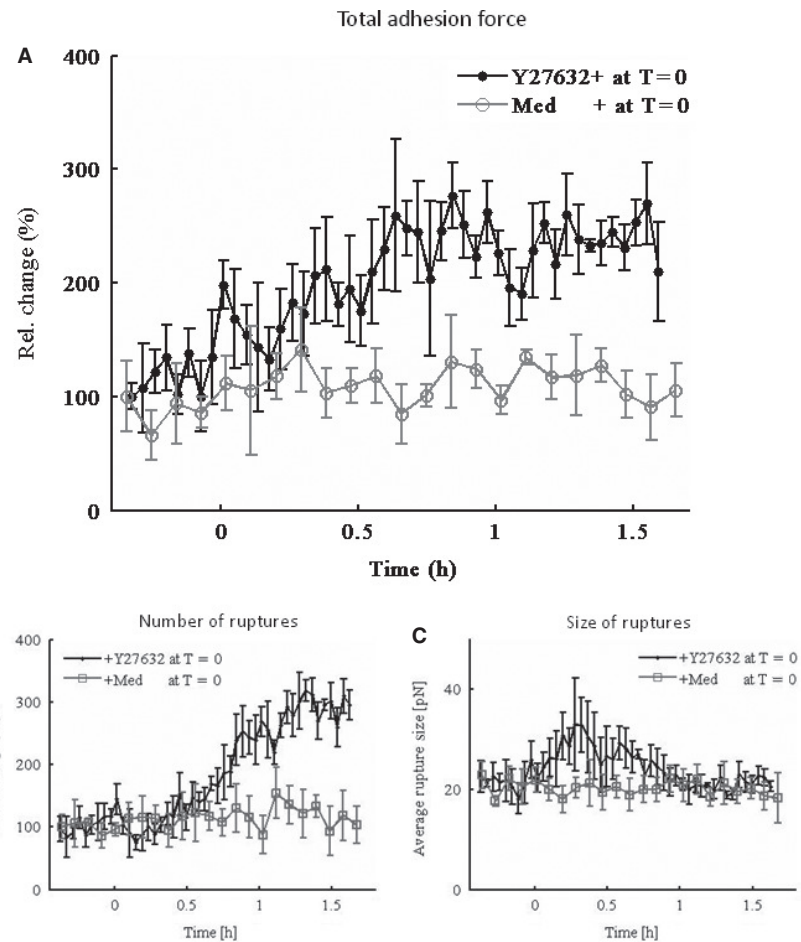 Total adhesion force
A
400
300
200
100
0
Rel. change (%)
Y27632+ at T=0
Med + at T=0
0 0.5 1 1.5
Time (h)
Number of ruptures
400
300
200
100
0
+Y27632 at T = 0
+Med at T = 0
0 0.5 1 1.5
Time [h]
C
Size of ruptures
40
20
0
Average rupture size [pN]
+Y27632 at T = 0
+Med at T = 0
0 0.5 1 1.5
Time [h]